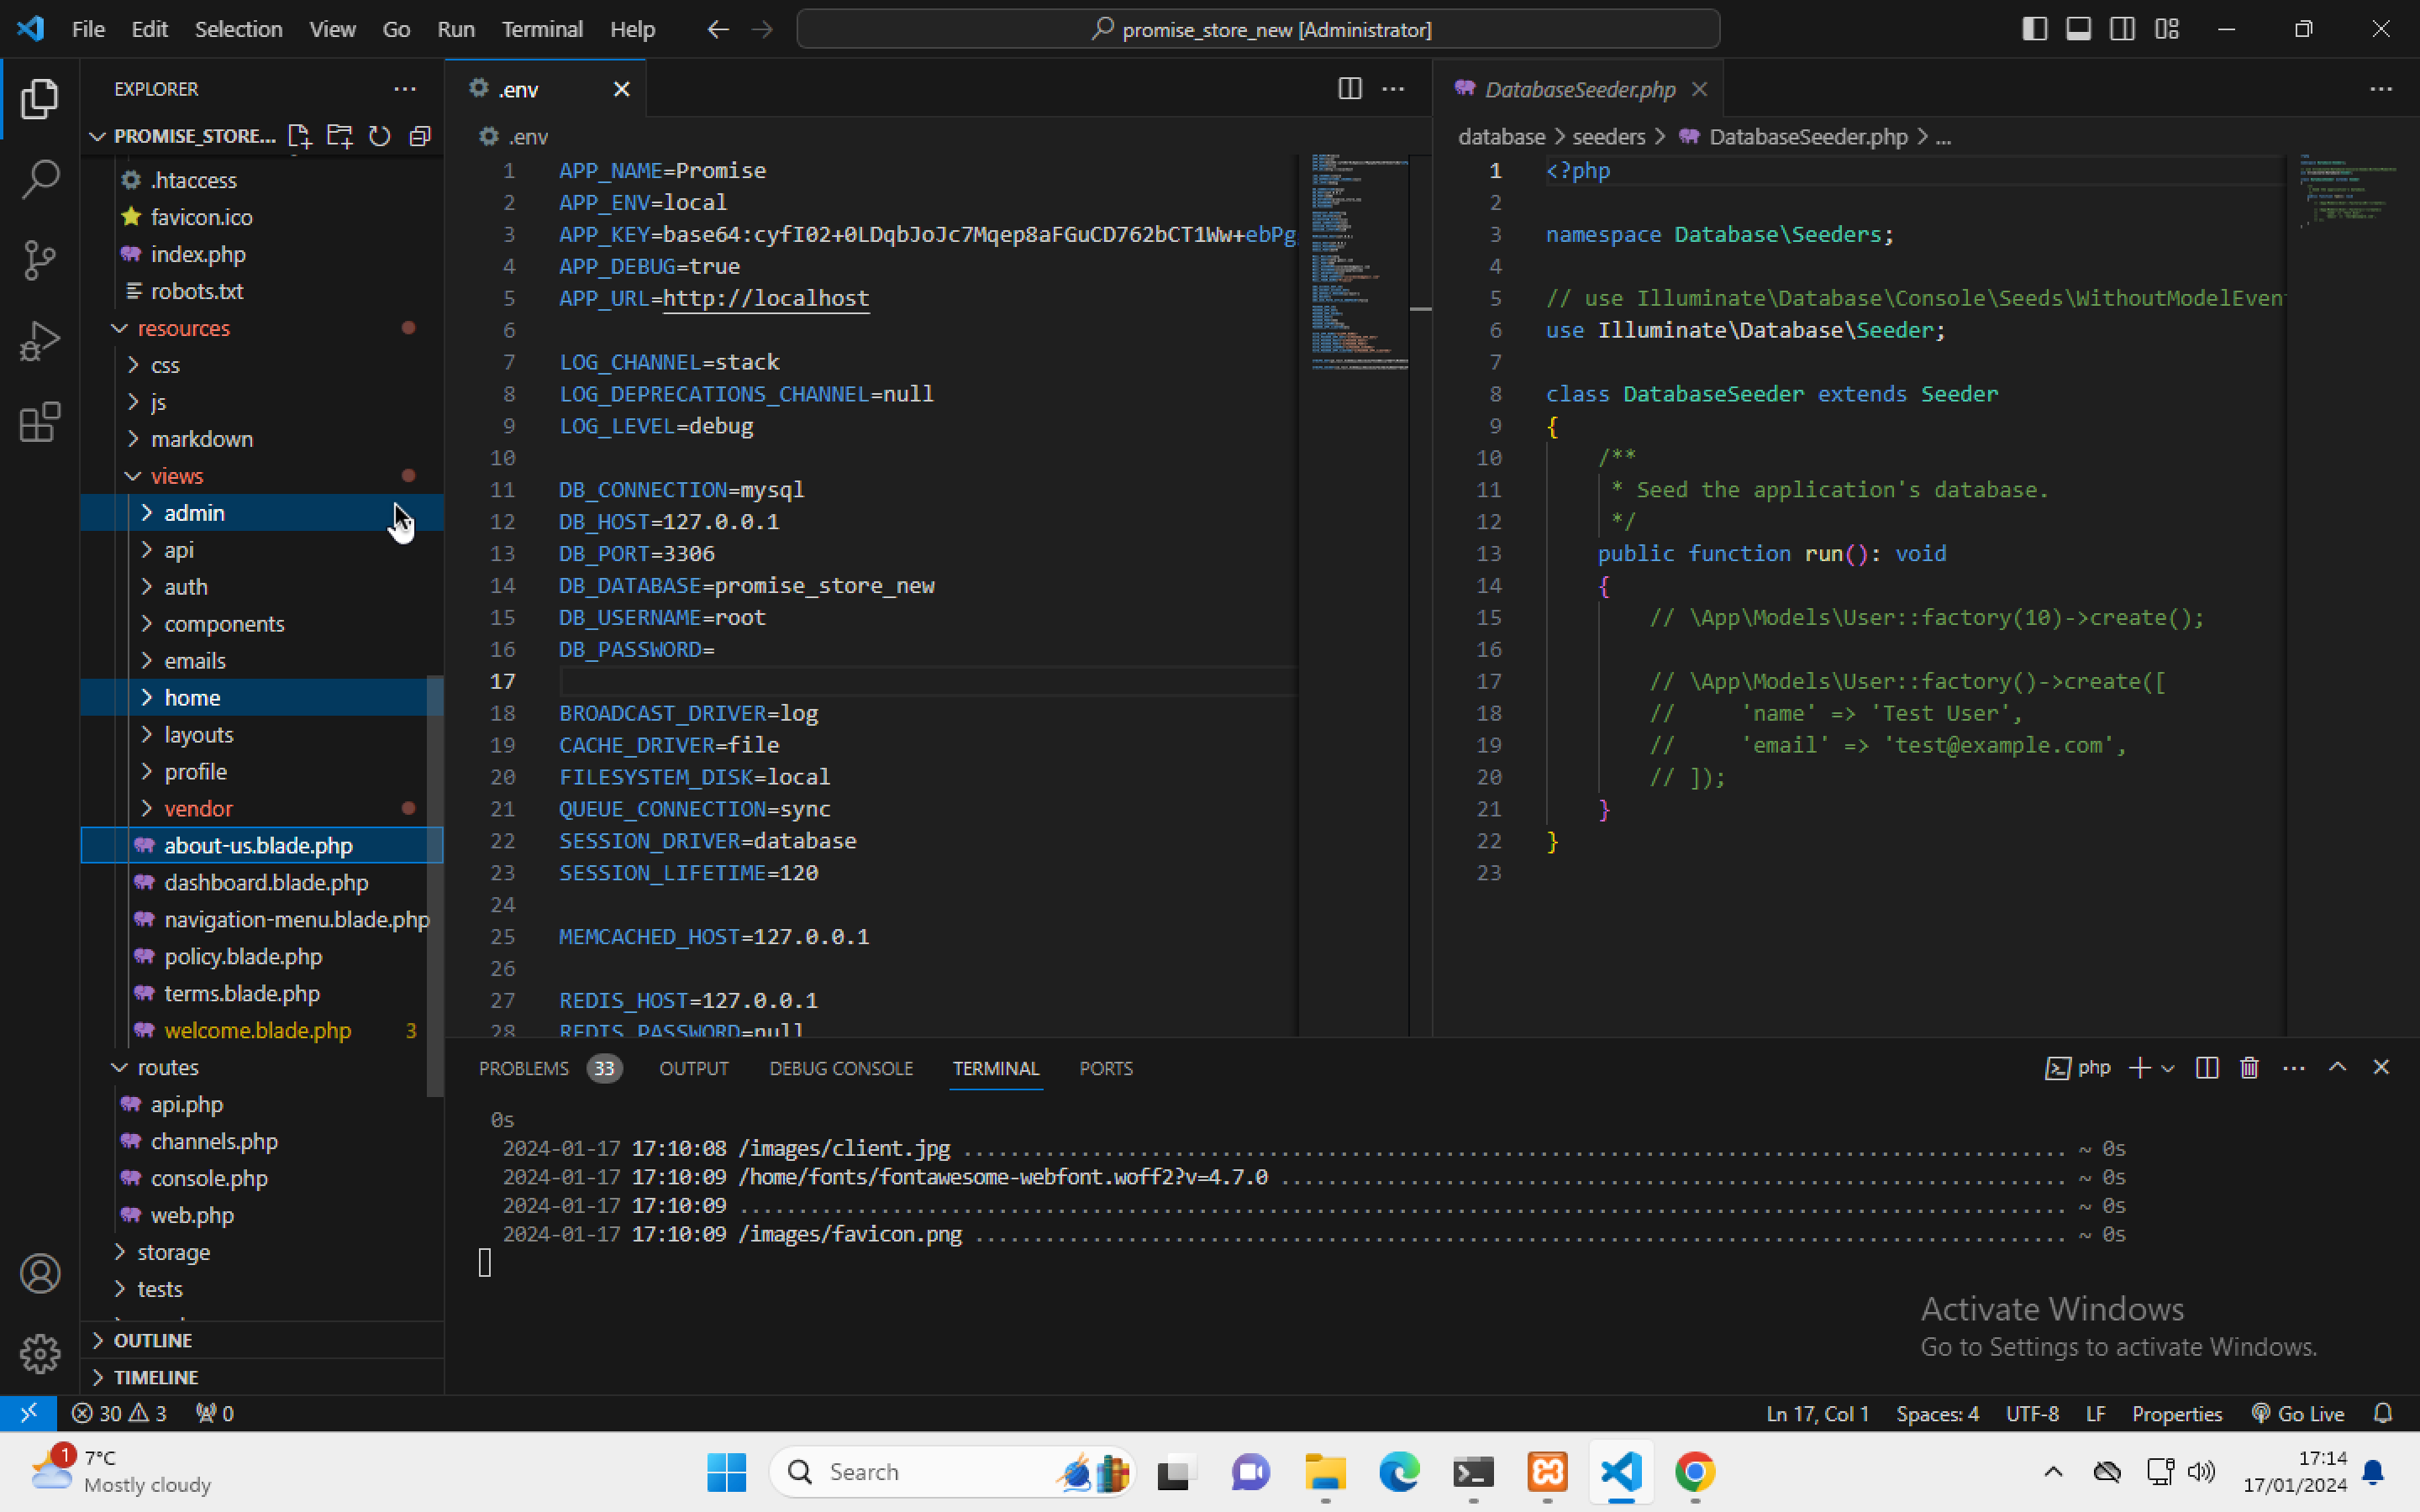 File Edit Selection View Go Run Terminal Help
promise_store_new [Administrator]
EXPLORER
PROMISE_STORE...
.htaccess
favicon.ico
index.php
robots.txt
resources
css
js
markdown
views
admin
api
auth
components
emails
home
layouts
profile
vendor
about-us.blade.php
dashboard.blade.php
navigation-menu.blade.php
policy.blade.php
terms.blade.php
welcome.blade.php 3
routes
api.php
channels.php
console.php
web.php
storage
tests
OUTLINE
TIMELINE
.env
.env
1 APP_NAME=Promise
2 APP_ENV=local
3 APP_KEY=base64:cyfI02+0LDqbJoJc7Mqep8aFGuCD762bCT1Ww+ebPg
4 APP_DEBUG=true
5 APP_URL=http://localhost
6
7 LOG_CHANNEL=stack
8 LOG_DEPRECATIONS_CHANNEL=null
9 LOG_LEVEL=debug
10
11 DB_CONNECTION=mysql
12 DB_HOST=127.0.0.1
13 DB_PORT=3306
14 DB_DATABASE=promise_store_new
15 DB_USERNAME=root
16 DB_PASSWORD=
17
18 BROADCAST_DRIVER=log
19 CACHE_DRIVER=file
20 FILESYSTEM_DISK=local
21 QUEUE_CONNECTION=sync
22 SESSION_DRIVER=database
23 SESSION_LIFETIME=120
24
25 MEMCACHED_HOST=127.0.0.1
26
27 REDIS_HOST=127.0.0.1
28 REDIS_PASSWORD=null
DatabaseSeeder.php
database > seeders > DatabaseSeeder.php > ...
1 <?php
2
3 namespace Database\Seeders;
4
5 // use Illuminate\Database\Console\Seeds\WithoutModelEven
6 use Illuminate\Database\Seeder;
7
8 class DatabaseSeeder extends Seeder
9 {
10 /**
11 * Seed the application's database.
12 */
13 public function run(): void
14 {
15 // \App\Models\User::factory(10)->create();
16
17 // \App\Models\User::factory()->create([
18 // 'name' => 'Test User',
19 // 'email' => 'test@example.com',
20 // ]);
21 }
22 }
23
PROBLEMS 33 OUTPUT DEBUG CONSOLE TERMINAL PORTS
php
0s
2024-01-17 17:10:08 /images/client.jpg ........ ~ 0s
2024-01-17 17:10:09 /home/fonts/fontawesome-webfont.woff2?v=4.7.0 ........ ~ 0s
2024-01-17 17:10:09 ........ ~ 0s
2024-01-17 17:10:09 /images/favicon.png ........ ~ 0s
Activate Windows
Go to Settings to activate Windows.
30 3 0
Ln 17, Col 1 Spaces: 4 UTF-8 LF Properties Go Live
1 7°C
Mostly cloudy
Search
17:14
17/01/2024